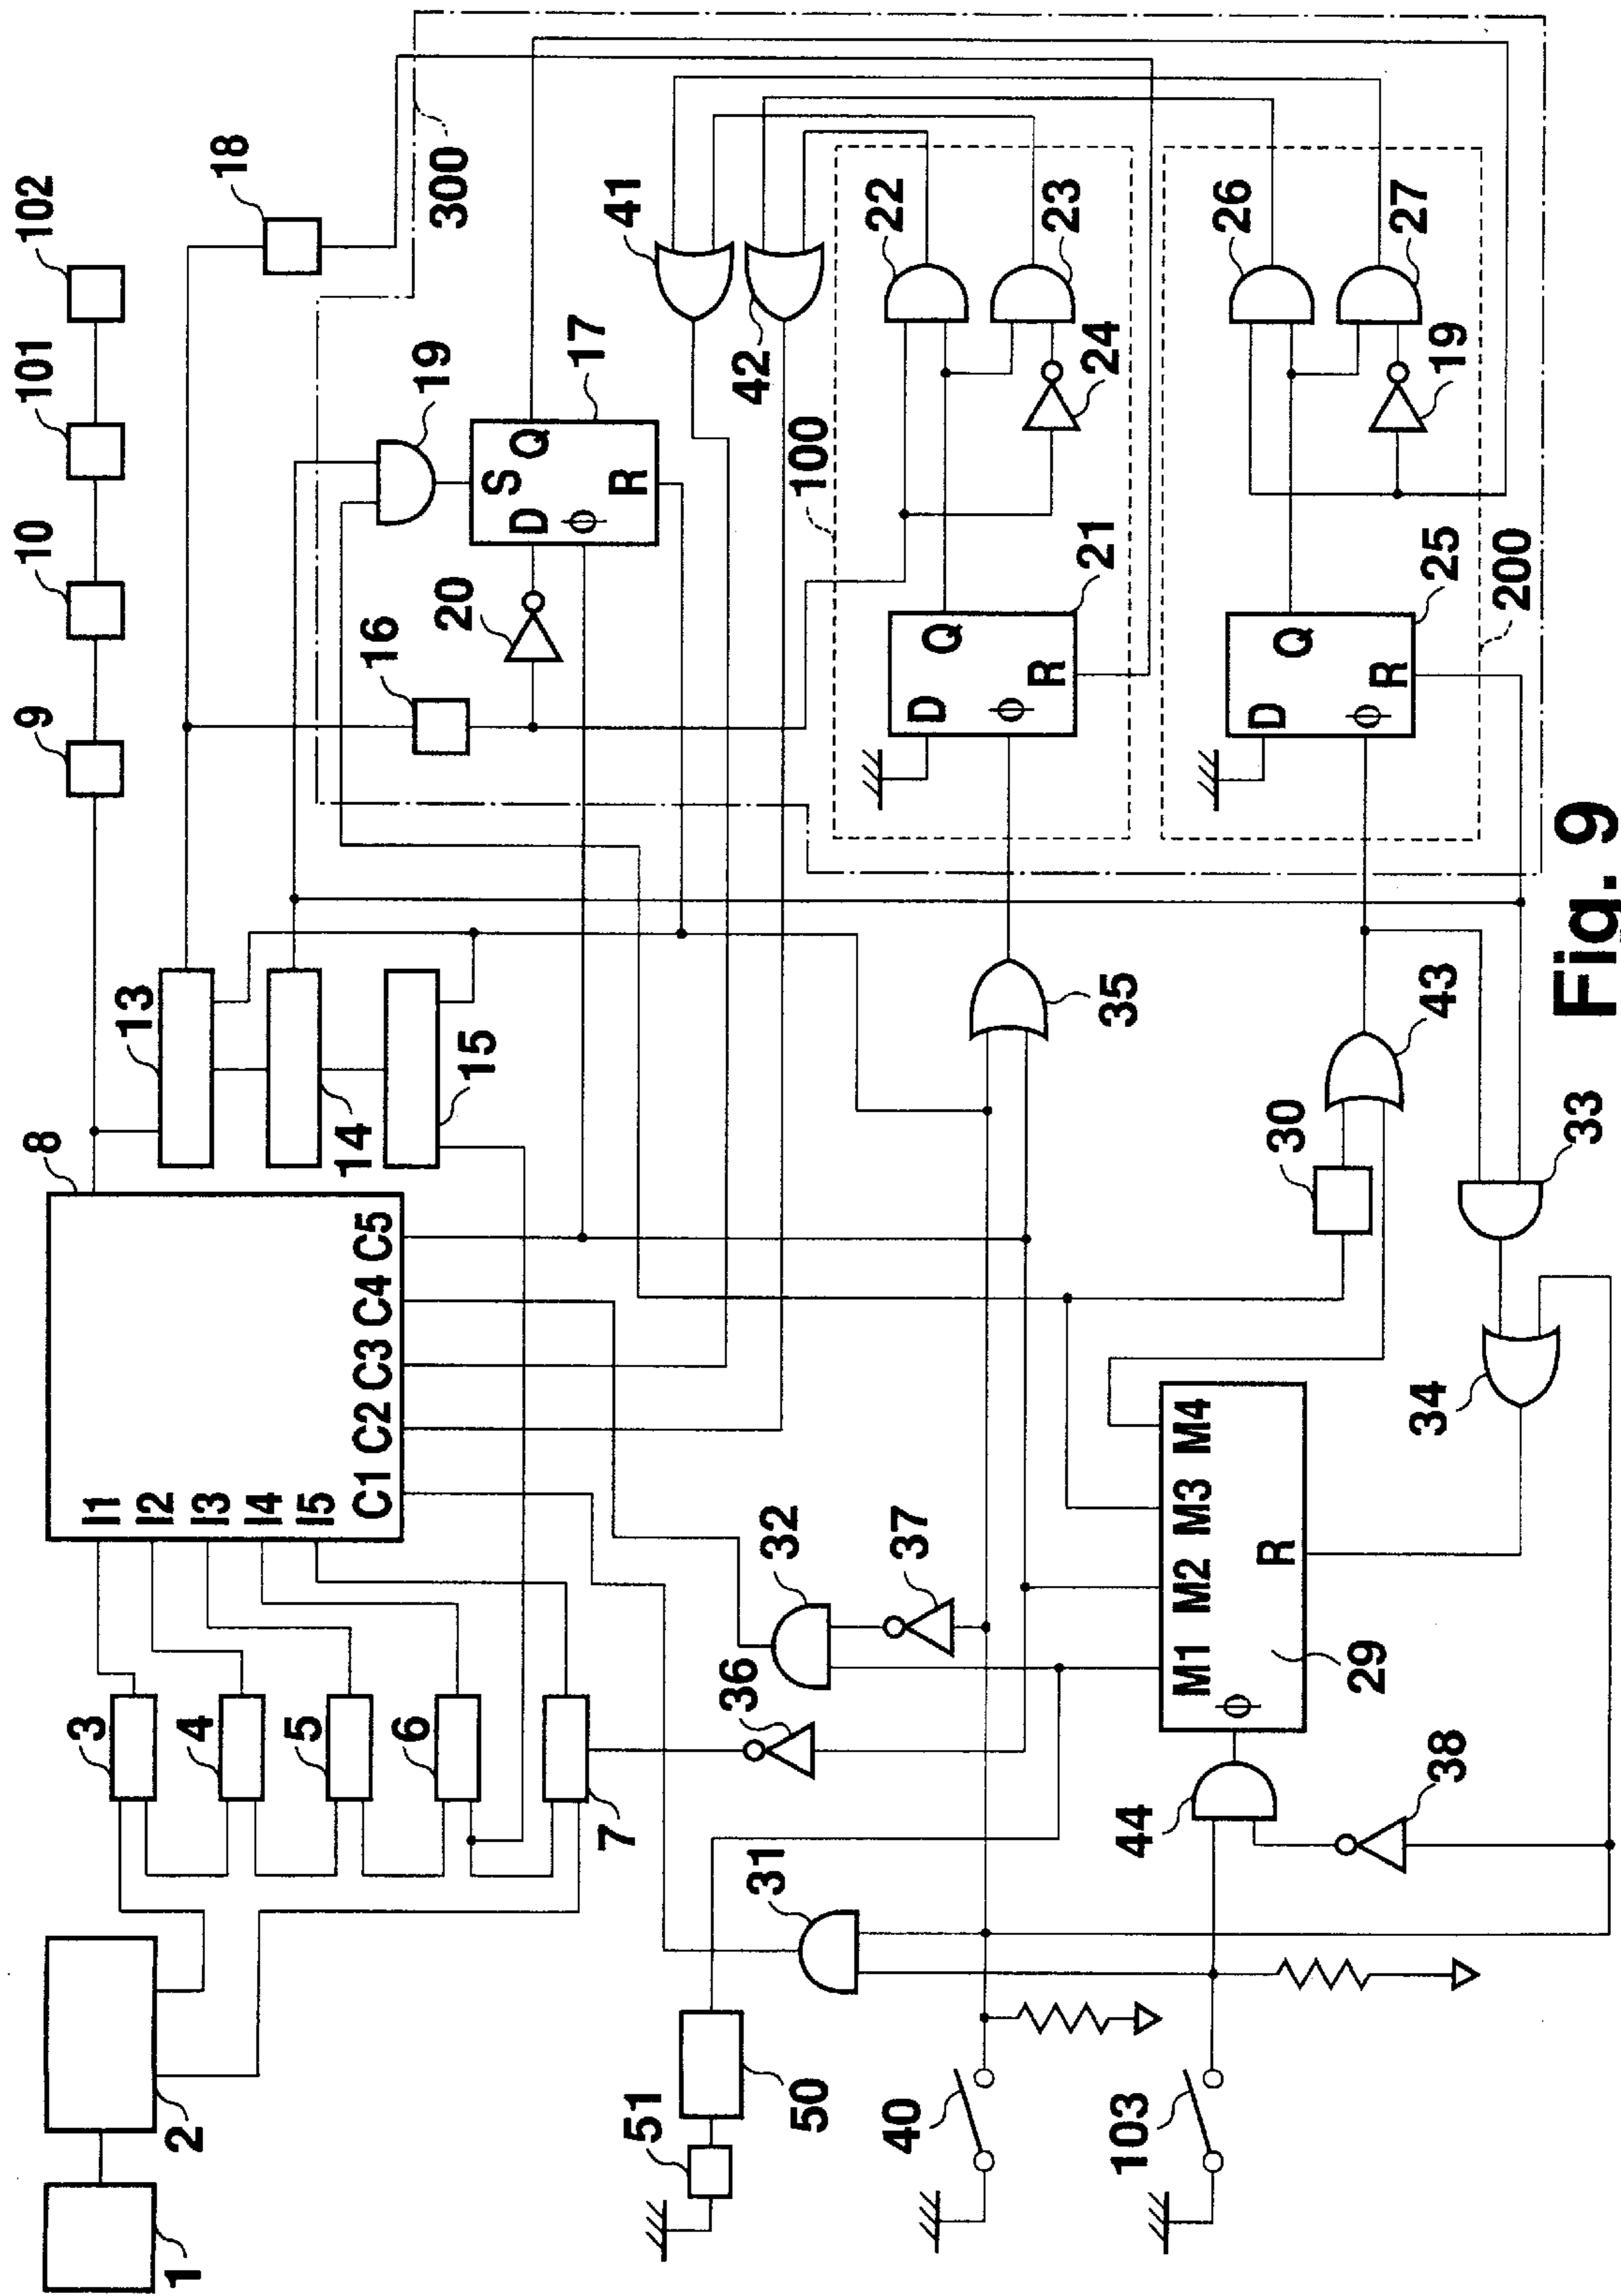 1
2
3
4
5
6
7
8
I1
I2
I3
I4
I5
C1 C2 C3 C4 C5
9
10
101
102
13
14
15
16
18
19
20
S
D
Q
φ
R
17
300
41
42
100
22
23
24
D
Q
φ
R
21
26
27
19
D
Q
φ
R
25
200
35
30
43
33
34
32
37
36
31
M1 M2 M3 M4
φ
R
29
44
38
51
50
40
103
Fig. 9